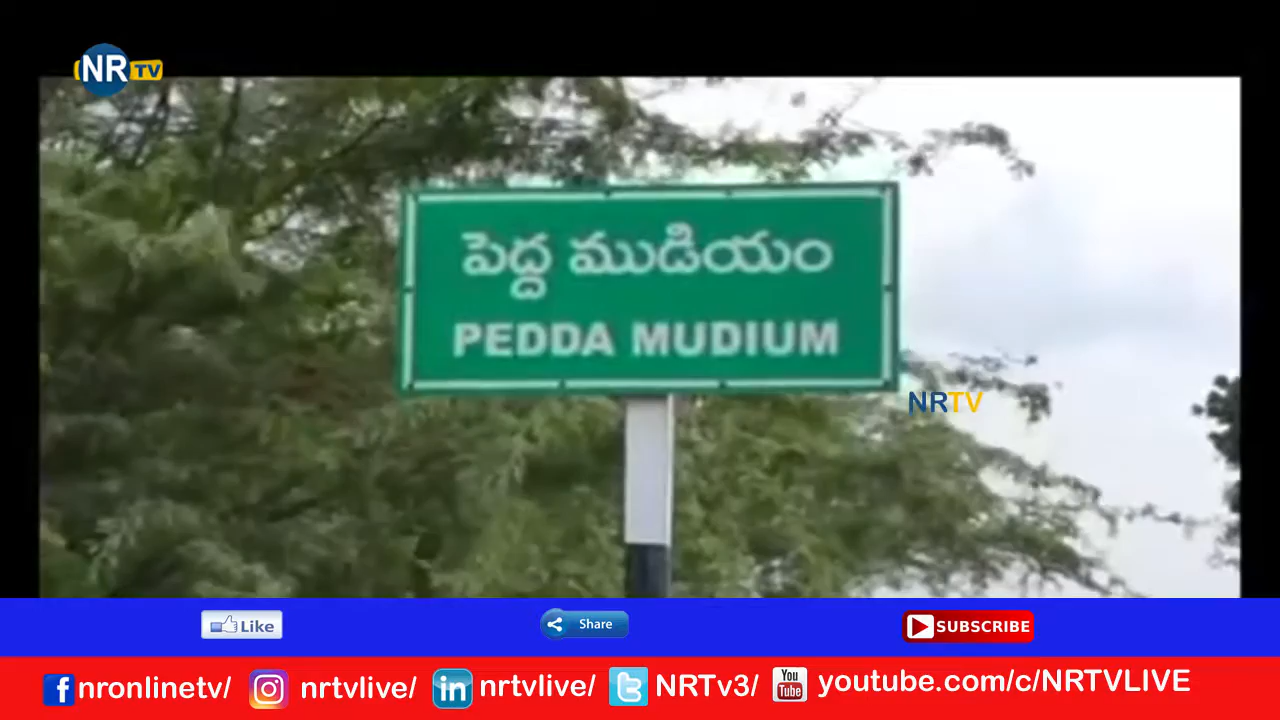 NRTV
పెద్ద ముడియం
PEDDA MUDIUM
NRTV
Like
Share
SUBSCRIBE
nronlinetv/ nrtvlive/ nrtvlive/ NRTv3/ You Tube youtube.com/c/NRTVLIVE